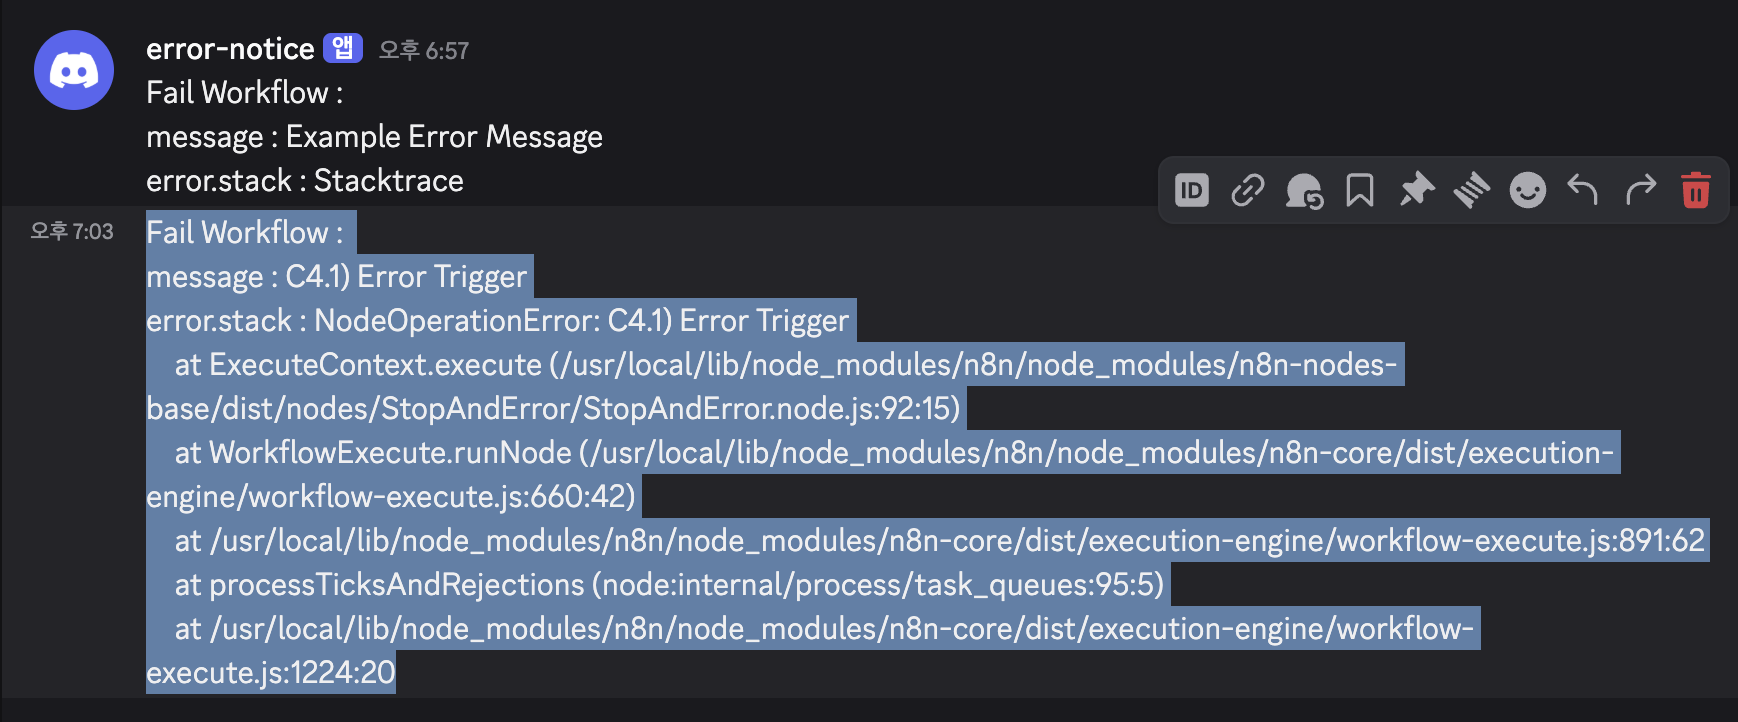 error-notice 앱 오후 6:57
Fail Workflow :
message : Example Error Message
error.stack : Stacktrace
ID
오후 7:03 Fail Workflow :
message : C4.1) Error Trigger
error.stack : NodeOperationError: C4.1) Error Trigger
at ExecuteContext.execute (/usr/local/lib/node_modules/n8n/node_modules/n8n-nodes-
base/dist/nodes/StopAndError/StopAndError.node.js:92:15)
at WorkflowExecute.runNode (/usr/local/lib/node_modules/n8n/node_modules/n8n-core/dist/execution-
engine/workflow-execute.js:660:42)
at /usr/local/lib/node_modules/n8n/node_modules/n8n-core/dist/execution-engine/workflow-execute.js:891:62
at processTicksAndRejections (node:internal/process/task_queues:95:5)
at /usr/local/lib/node_modules/n8n/node_modules/n8n-core/dist/execution-engine/workflow-
execute.js:1224:20